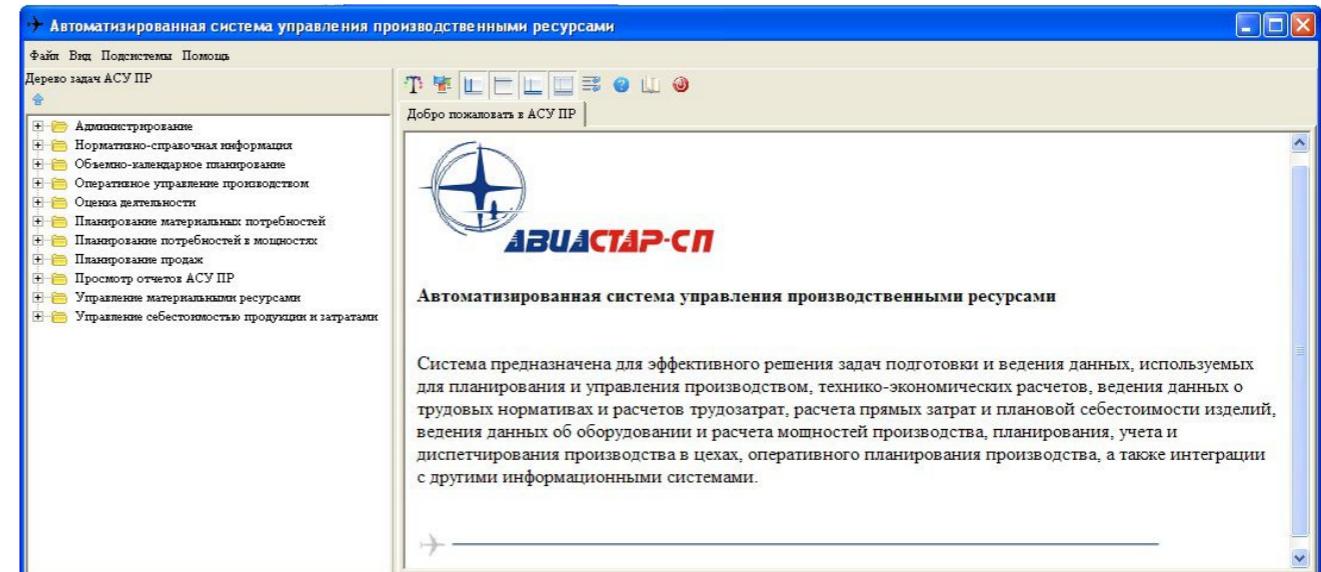 Автоматизированная система управления производственными ресурсами
Файл Вид Подсистемы Помощь
Дерево задач АСУ ПР
Администрирование
Нормативно-справочная информация
Объемно-календарное планирование
Оперативное управление производством
Оценка деятельности
Планирование материальных потребностей
Планирование потребностей в мощностях
Планирование продаж
Просмотр отчетов АСУ ПР
Управление материальными ресурсами
Управление себестоимостью продукции и затратами
Добро пожаловать в АСУ ПР
АВИАСТАР-СП
Автоматизированная система управления производственными ресурсами
Система предназначена для эффективного решения задач подготовки и ведения данных, используемых
для планирования и управления производством, технико-экономических расчетов, ведения данных о
трудовых нормативах и расчетов трудозатрат, расчета прямых затрат и плановой себестоимости изделий,
ведения данных об оборудовании и расчета мощностей производства, планирования, учета и
диспетчирования производства в цехах, оперативного планирования производства, а также интеграции
с другими информационными системами.